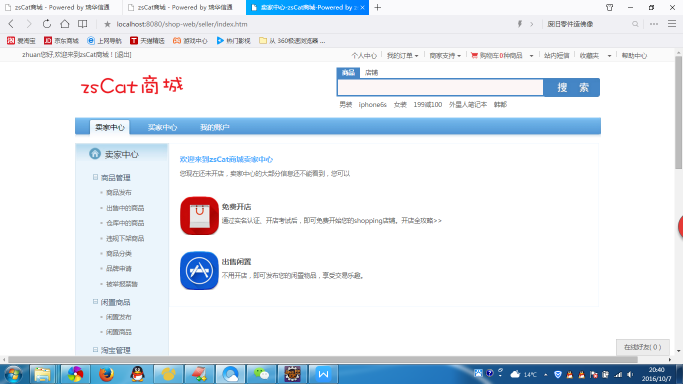 zsCat商城 - Powered by 锦华信通
zsCat商城 - Powered by 锦华信通
卖家中心-zsCat商城-Powered by z
localhost:8080/shop-web/seller/index.htm
废旧零件造佛像
爱淘宝 京东商城 上网导航 天猫精选 游戏中心 热门影视 从 360极速浏览器 ...
zhuan您好,欢迎来到zsCat商城！[退出]
个人中心 我的订单 商家支持 购物车0种商品 站内短信 收藏夹 帮助中心
zsCat商城
商品 店铺
搜 索
男装 iphone6s 女装 199减100 外星人笔记本 韩都
卖家中心 买家中心 我的账户
卖家中心
商品管理
商品发布
出售中的商品
仓库中的商品
违规下架商品
商品分类
品牌申请
被举报禁售
闲置商品
闲置发布
闲置商品
淘宝管理
欢迎来到zsCat商城卖家中心
您现在还未开店，卖家中心的大部分信息还不能看到，您可以
免费开店
通过实名认证、开店考试后，即可免费开始您的shopping店铺。开店全攻略>>
出售闲置
不用开店，即可发布您的闲置物品，享受交易乐趣。
在线好友( 0 )
14℃
20:40
2016/10/7